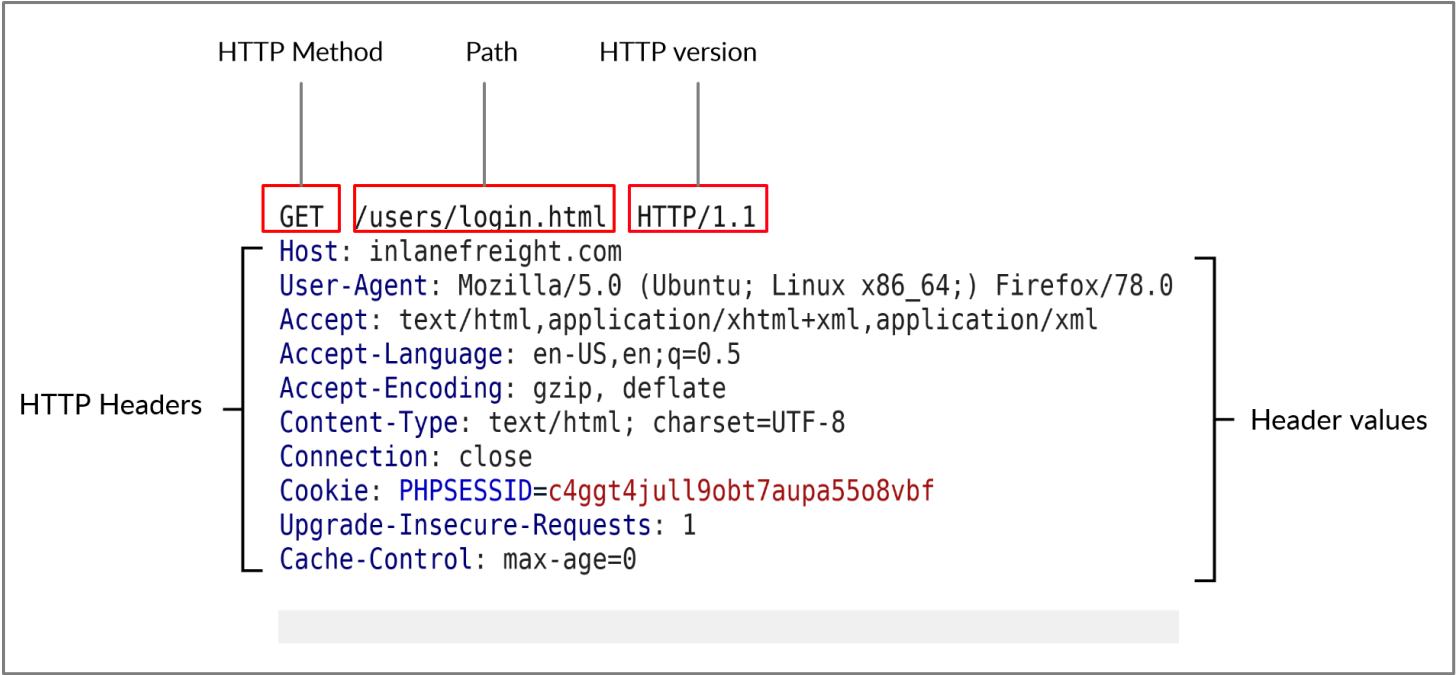 HTTP Method Path HTTP version
GET /users/login.html HTTP/1.1
Host: inlanefreight.com
User-Agent: Mozilla/5.0 (Ubuntu; Linux x86_64;) Firefox/78.0
Accept: text/html,application/xhtml+xml,application/xml
Accept-Language: en-US,en;q=0.5
Accept-Encoding: gzip, deflate
HTTP Headers
Content-Type: text/html; charset=UTF-8
Header values
Connection: close
Cookie: PHPSESSID=c4ggt4jull9obt7aupa55o8vbf
Upgrade-Insecure-Requests: 1
Cache-Control: max-age=0